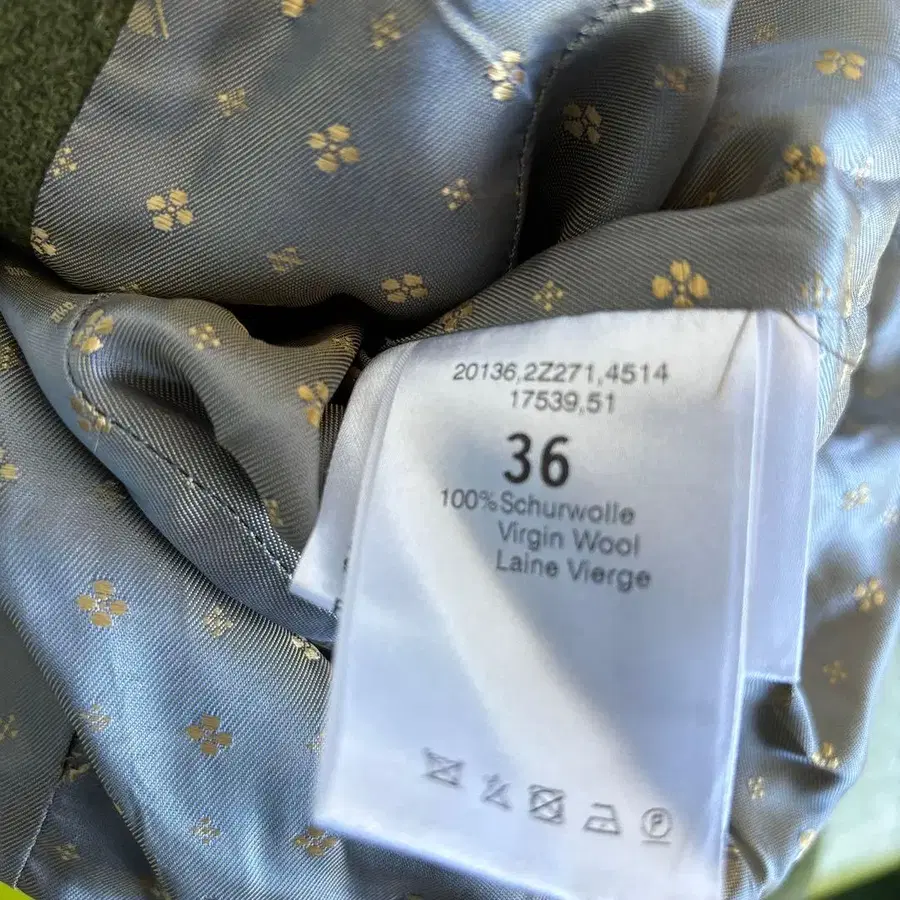 20136,2Z271,4514
17539,51
36
100%Schurwolle
Virgin Wool
Laine Vierge
P